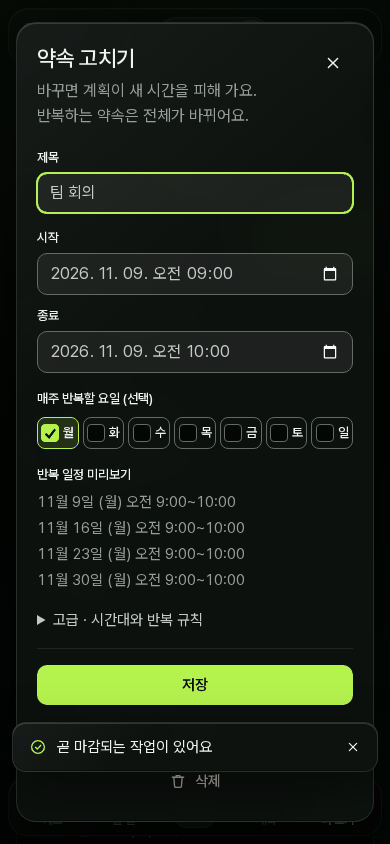 약속 고치기
바꾸면 계획이 새 시간을 피해 가요.
반복하는 약속은 전체가 바뀌어요.
제목
팀 회의
시작
2026. 11. 09. 오전 09:00
종료
2026. 11. 09. 오전 10:00
매주 반복할 요일 (선택)
월 화 수 목 금 토 일
반복 일정 미리보기
11월 9일 (월) 오전 9:00~10:00
11월 16일 (월) 오전 9:00~10:00
11월 23일 (월) 오전 9:00~10:00
11월 30일 (월) 오전 9:00~10:00
고급 · 시간대와 반복 규칙
저장
곧 마감되는 작업이 있어요
삭제